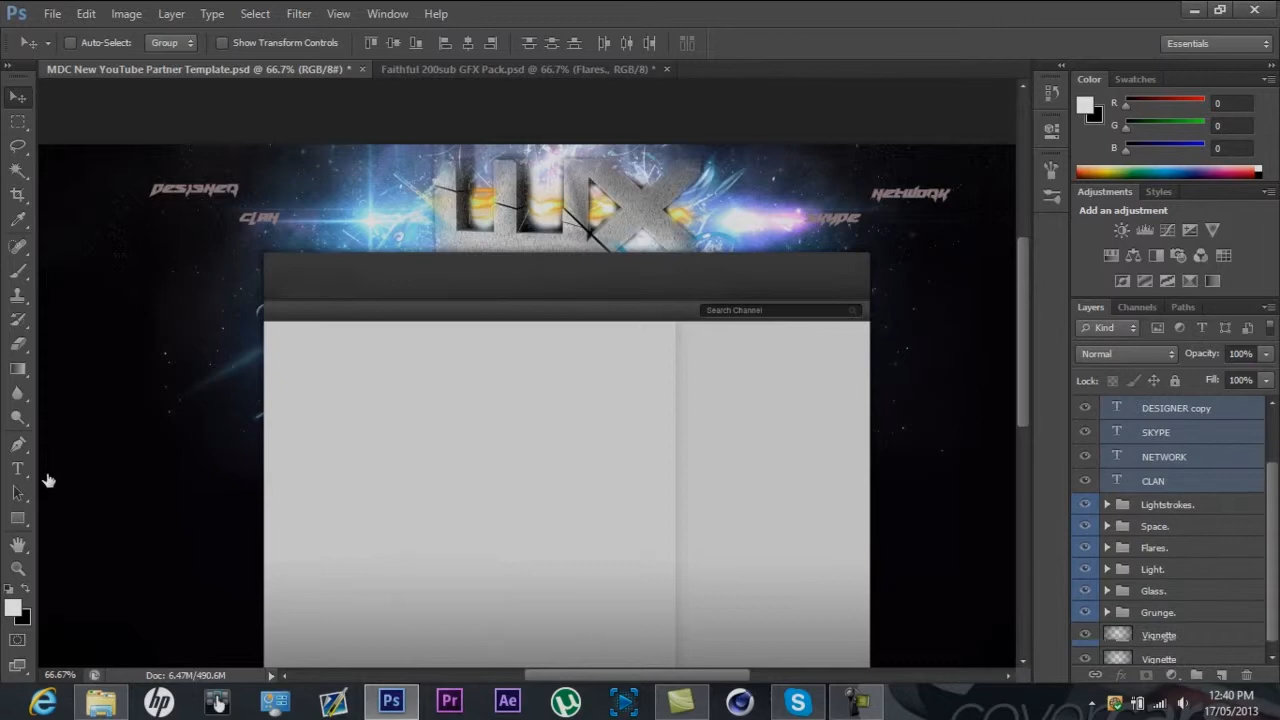 Ps File Edit Image Layer Type Select Filter View Window Help
Auto-Select: Group Show Transform Controls Essentials
MDC New YouTube Partner Template.psd @ 66.7% (RGB/8#) * × Faithful 200sub GFX Pack.psd @ 66.7% (Flares., RGB/8) * ×
Color Swatches
R 0
G 0
B 0
Adjustments Styles
Add an adjustment
DESIGNER
NETWORK
CLAN
SKYPE
Search Channel
Layers Channels Paths
Kind
Normal Opacity: 100%
Lock: Fill: 100%
DESIGNER copy
SKYPE
NETWORK
CLAN
Lightstrokes.
Space.
Flares.
Light.
Glass.
Grunge.
Vignette
Vignette
66.67% Doc: 6.47M/490.6M
Ps Pr Ae
12:40 PM
17/05/2013